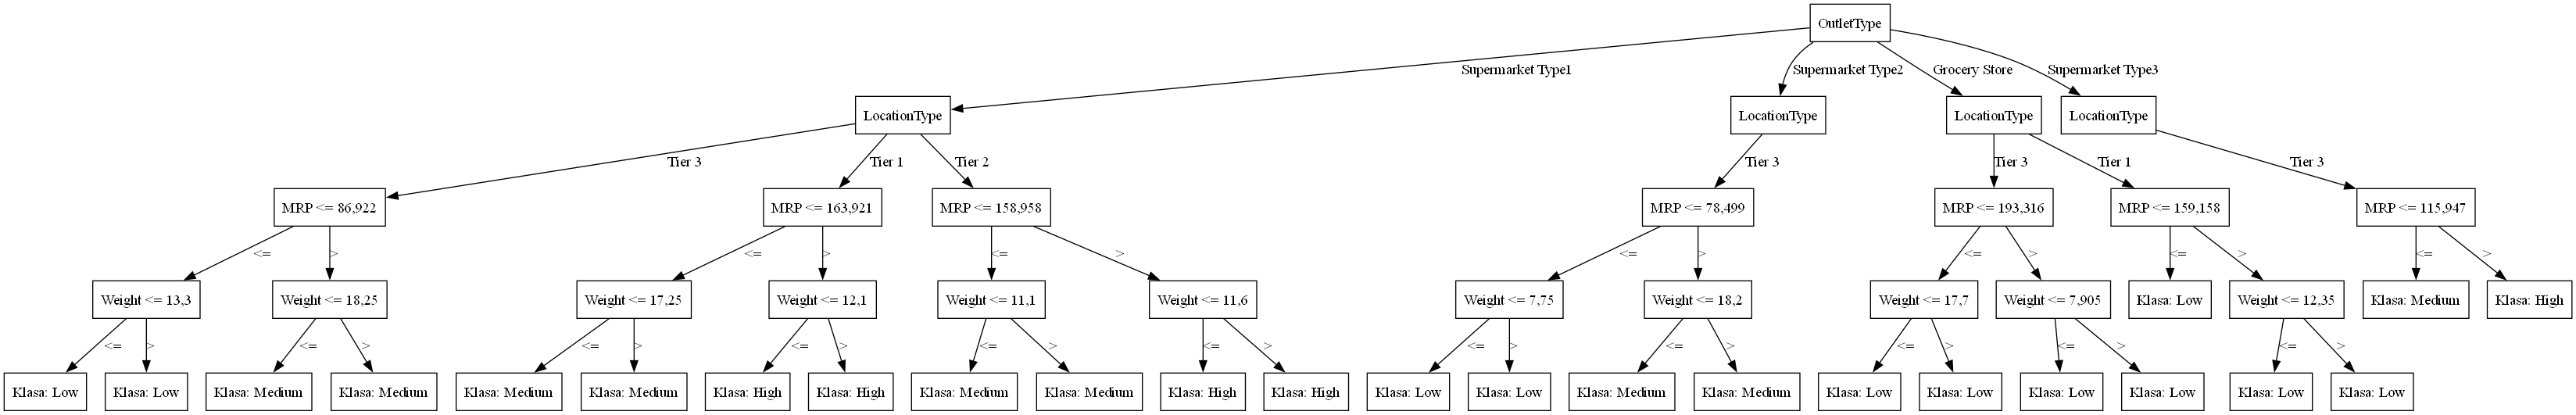 OutletType
Supermarket Type1
Supermarket Type2
Grocery Store
Supermarket Type3
LocationType
LocationType
LocationType
LocationType
Tier 3
Tier 1
Tier 2
Tier 3
Tier 3
Tier 1
Tier 3
MRP <= 86,922
MRP <= 163,921
MRP <= 158,958
MRP <= 78,499
MRP <= 193,316
MRP <= 159,158
MRP <= 115,947
<=
>
<=
>
<=
>
<=
>
<=
>
<=
>
<=
>
Weight <= 13,3
Weight <= 18,25
Weight <= 17,25
Weight <= 12,1
Weight <= 11,1
Weight <= 11,6
Weight <= 7,75
Weight <= 18,2
Weight <= 17,7
Weight <= 7,905
Klasa: Low
Weight <= 12,35
Klasa: Medium
Klasa: High
<=
>
<=
>
<=
>
<=
>
<=
>
<=
>
<=
>
<=
>
<=
>
<=
>
<=
>
Klasa: Low
Klasa: Low
Klasa: Medium
Klasa: Medium
Klasa: Medium
Klasa: Medium
Klasa: High
Klasa: High
Klasa: Medium
Klasa: Medium
Klasa: High
Klasa: High
Klasa: Low
Klasa: Low
Klasa: Medium
Klasa: Medium
Klasa: Low
Klasa: Low
Klasa: Low
Klasa: Low
Klasa: Low
Klasa: Low